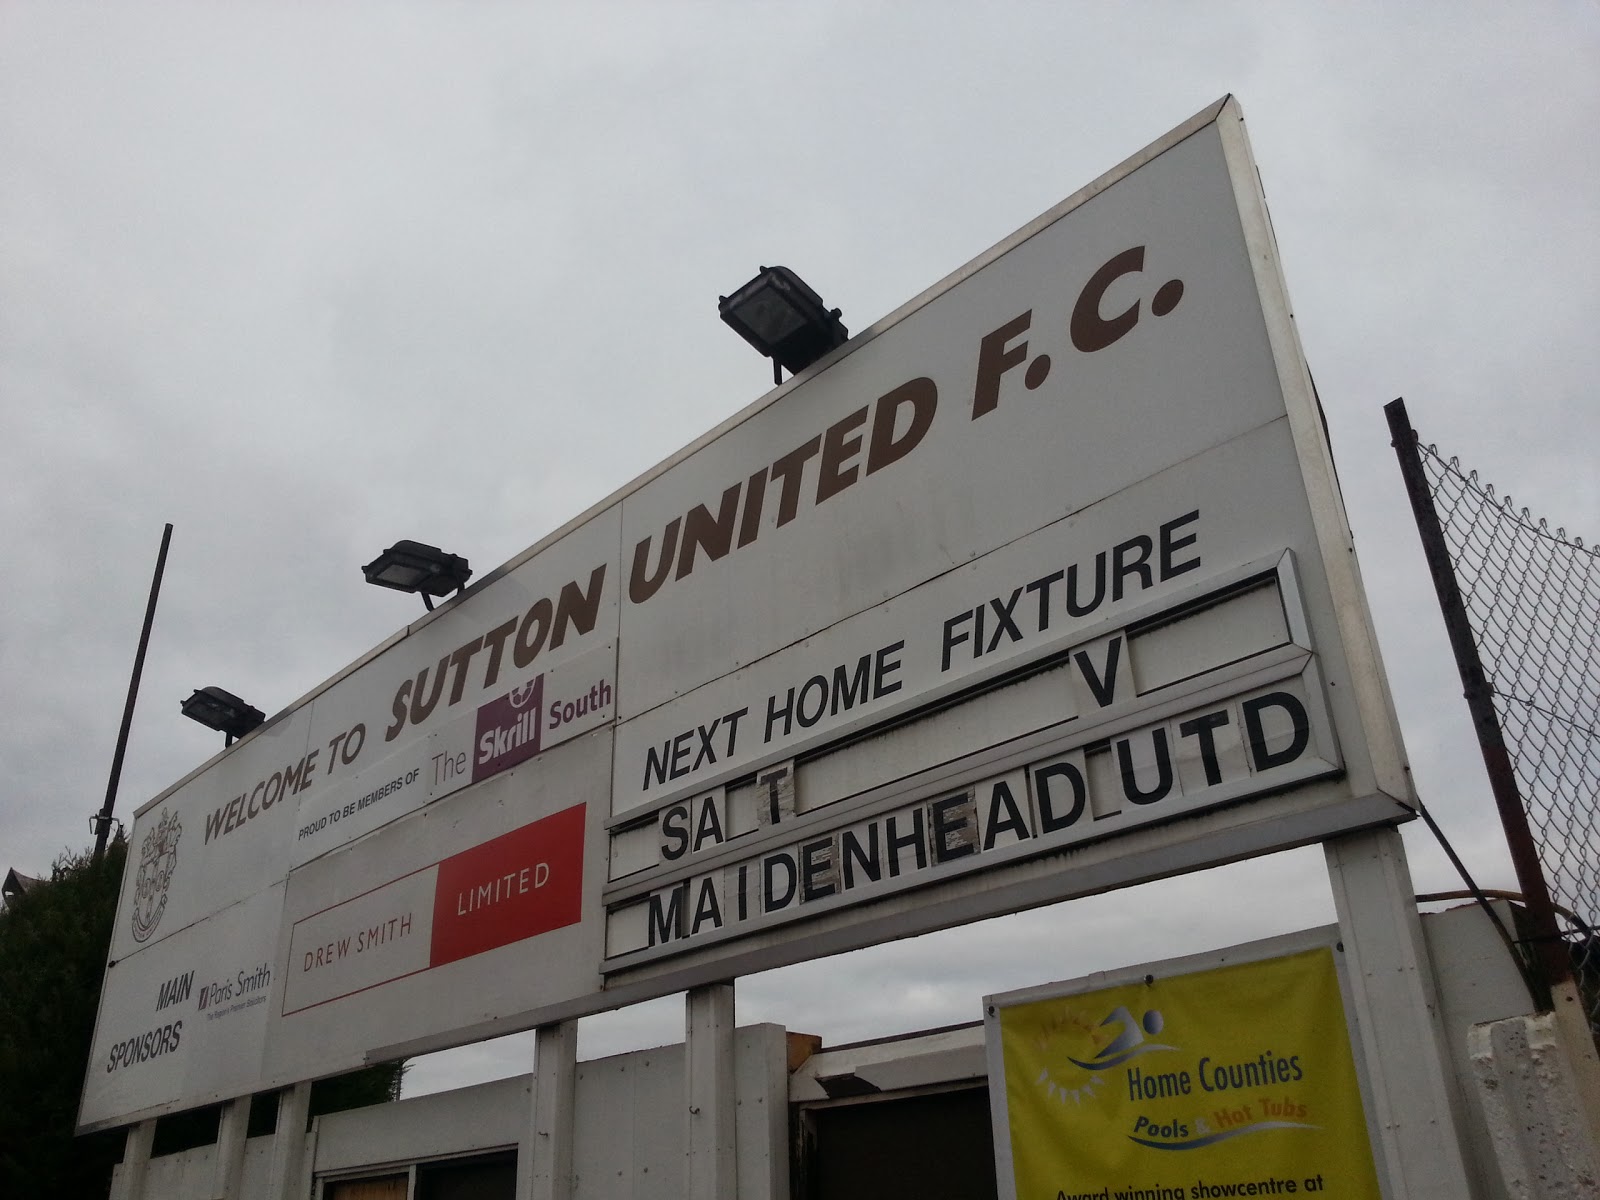 WELCOME TO SUTTON UNITED F.C.
PROUD TO BE MEMBERS OF The Skrill South
NEXT HOME FIXTURE
SAT V
MAIDENHEAD UTD
DREW SMITH LIMITED
MAIN
SPONSORS
Paris Smith
Home Counties
Pools & Hot Tubs
Award winning showcentre at